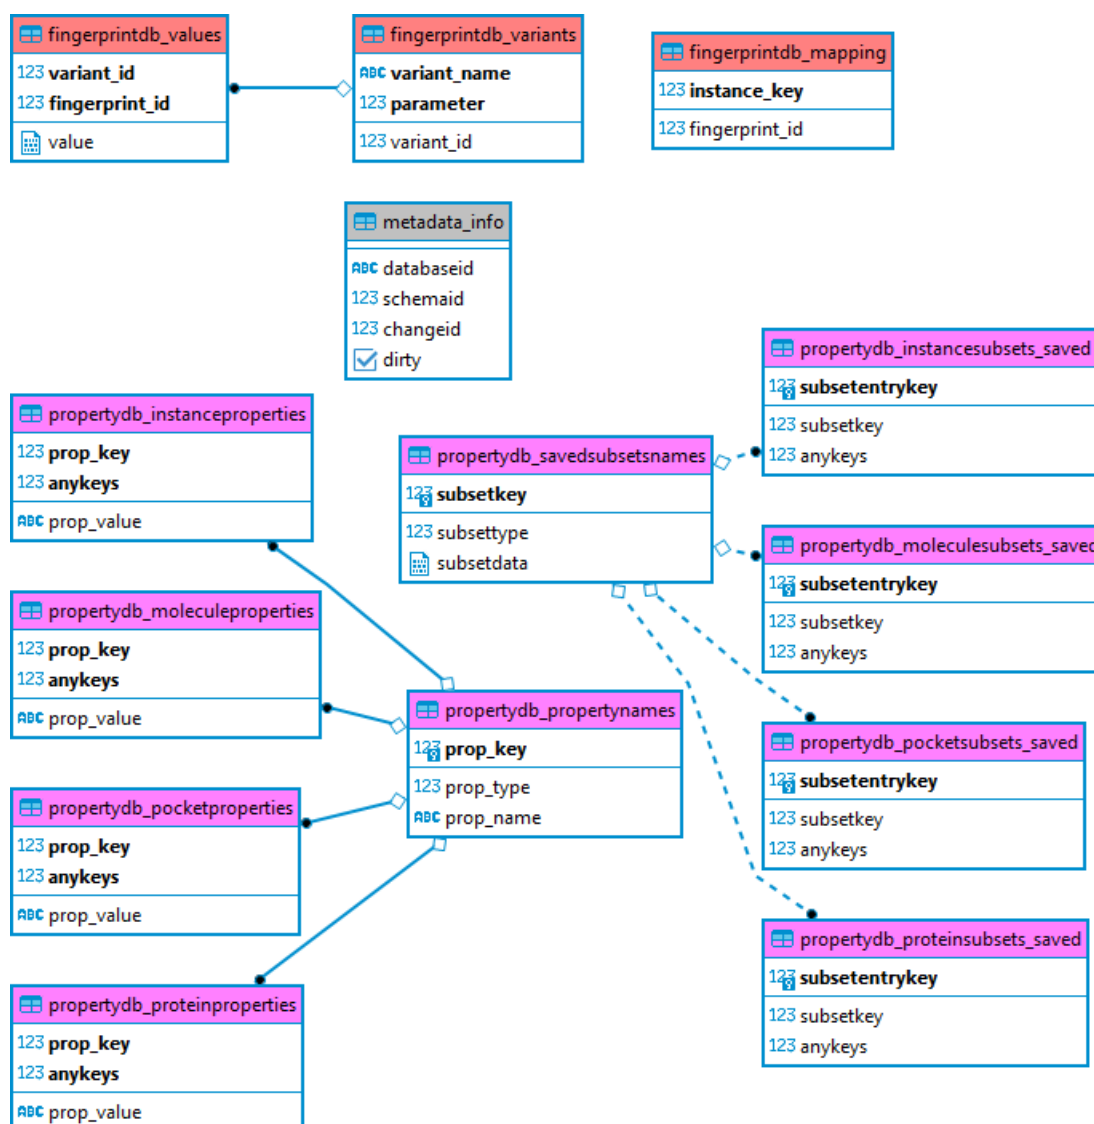 fingerprintdb_values
123 variant_id
123 fingerprint_id
value
fingerprintdb_variants
ABC variant_name
123 parameter
123 variant_id
fingerprintdb_mapping
123 instance_key
123 fingerprint_id
metadata_info
ABC databaseid
123 schemaid
123 changeid
dirty
propertydb_instanceproperties
123 prop_key
123 anykeys
ABC prop_value
propertydb_moleculeproperties
123 prop_key
123 anykeys
ABC prop_value
propertydb_pocketproperties
123 prop_key
123 anykeys
ABC prop_value
propertydb_proteinproperties
123 prop_key
123 anykeys
ABC prop_value
propertydb_savedsubsetsnames
123 subsetkey
123 subsettype
subsetdata
propertydb_propertynames
123 prop_key
123 prop_type
ABC prop_name
propertydb_instancesubsets_saved
123 subsetentrykey
123 subsetkey
123 anykeys
propertydb_moleculesubsets_saved
123 subsetentrykey
123 subsetkey
123 anykeys
propertydb_pocketsubsets_saved
123 subsetentrykey
123 subsetkey
123 anykeys
propertydb_proteinsubsets_saved
123 subsetentrykey
123 subsetkey
123 anykeys